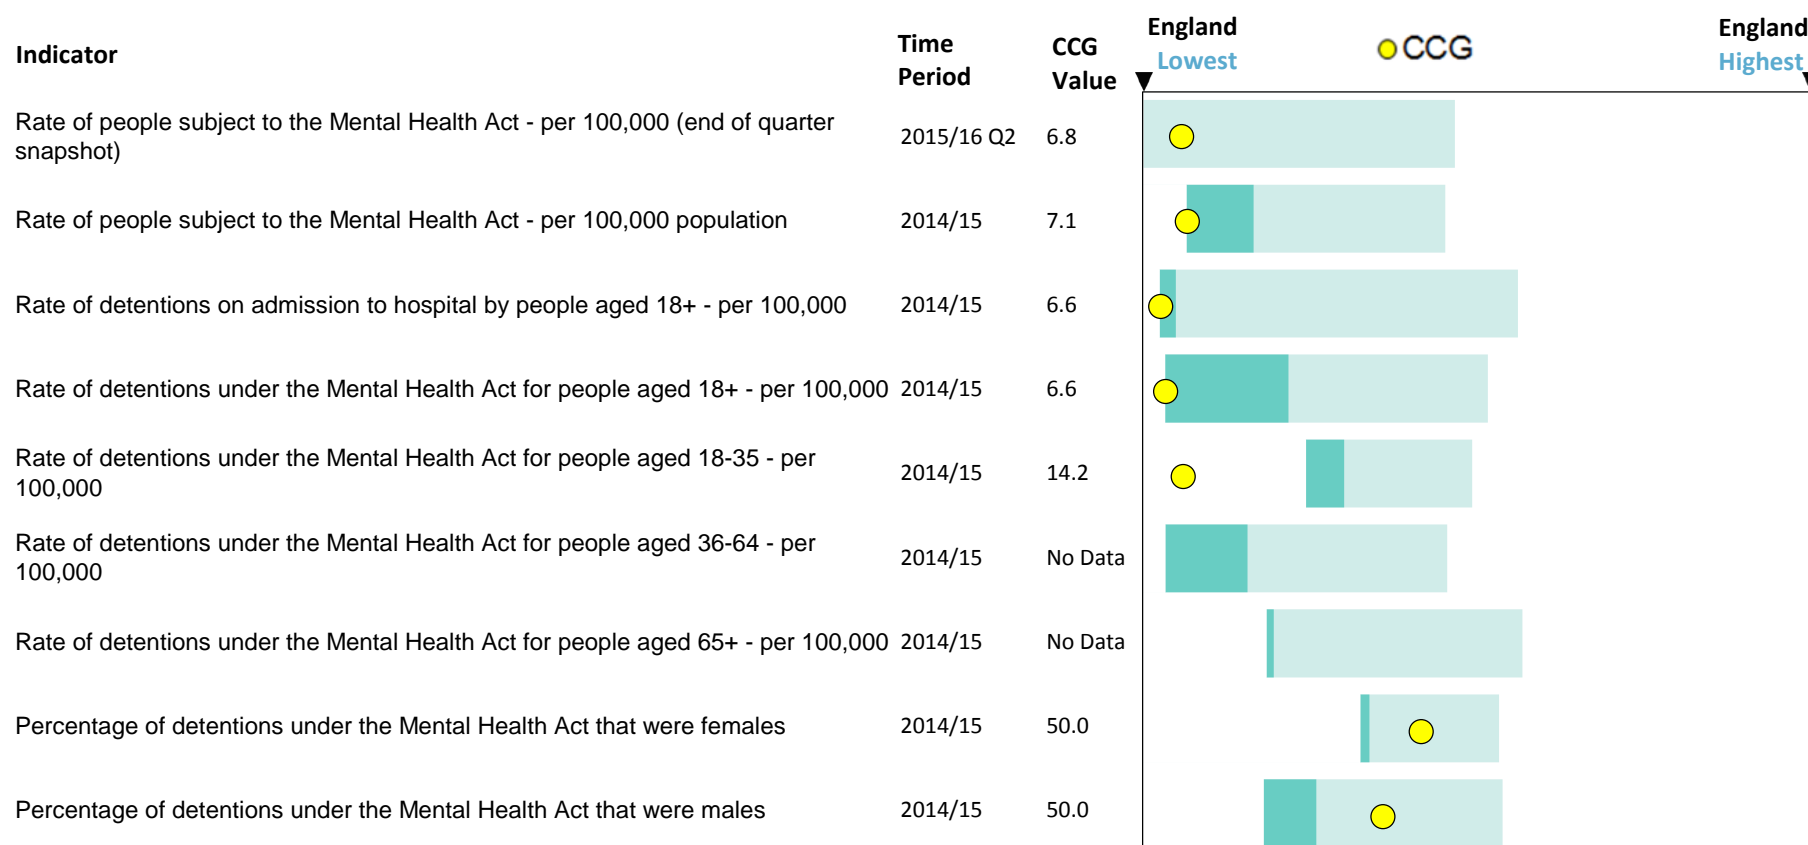 Indicator
Time Period
CCG Value
England Lowest
CCG
England Highest
Rate of people subject to the Mental Health Act - per 100,000 (end of quarter
snapshot)
2015/16 Q2
6.8
Rate of people subject to the Mental Health Act - per 100,000 population
2014/15
7.1
Rate of detentions on admission to hospital by people aged 18+ - per 100,000
2014/15
6.6
Rate of detentions under the Mental Health Act for people aged 18+ - per 100,000
2014/15
6.6
Rate of detentions under the Mental Health Act for people aged 18-35 - per
100,000
2014/15
14.2
Rate of detentions under the Mental Health Act for people aged 36-64 - per
100,000
2014/15
No Data
Rate of detentions under the Mental Health Act for people aged 65+ - per 100,000
2014/15
No Data
Percentage of detentions under the Mental Health Act that were females
2014/15
50.0
Percentage of detentions under the Mental Health Act that were males
2014/15
50.0